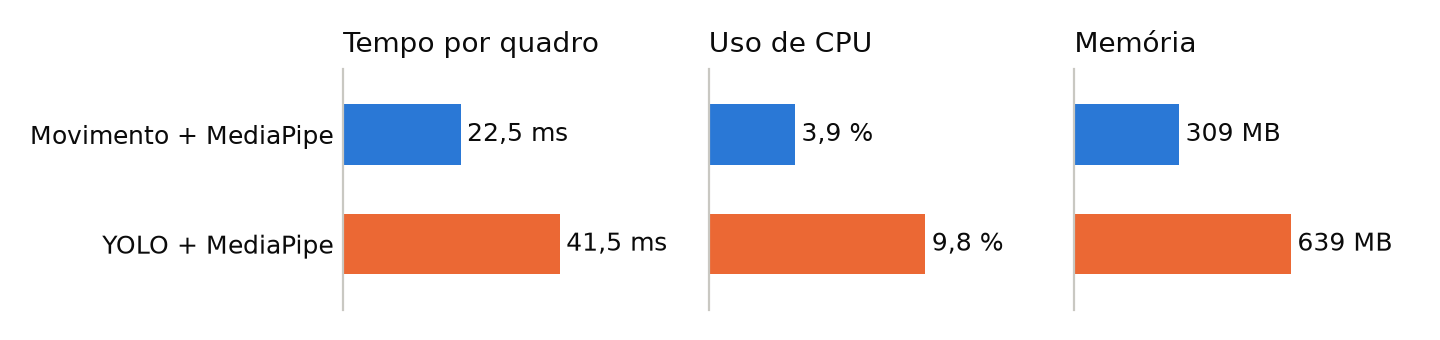 Tempo por quadro
Uso de CPU
Memória
Movimento + MediaPipe
22,5 ms
3,9 %
309 MB
YOLO + MediaPipe
41,5 ms
9,8 %
639 MB